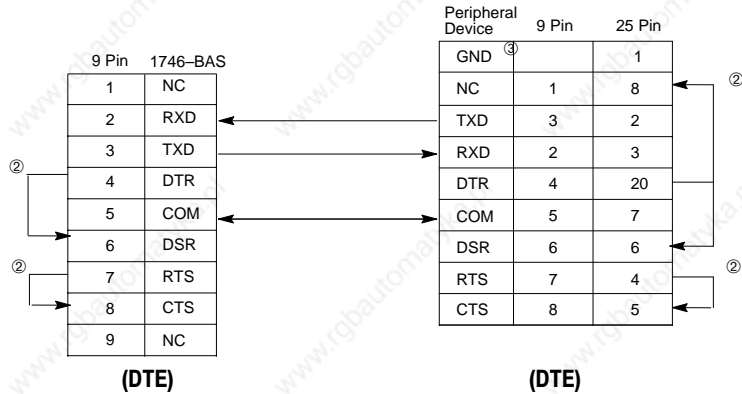 Peripheral
Device 9 Pin 25 Pin
GND ③ 1
NC 1 8 ②
TXD 3 2
RXD 2 3
DTR 4 20
COM 5 7
DSR 6 6
RTS 7 4 ②
CTS 8 5
(DTE)
9 Pin 1746–BAS
1 NC
2 RXD
3 TXD
② 4 DTR
5 COM
6 DSR
② 7 RTS
8 CTS
9 NC
(DTE)
www.rgbautomatyka.pl